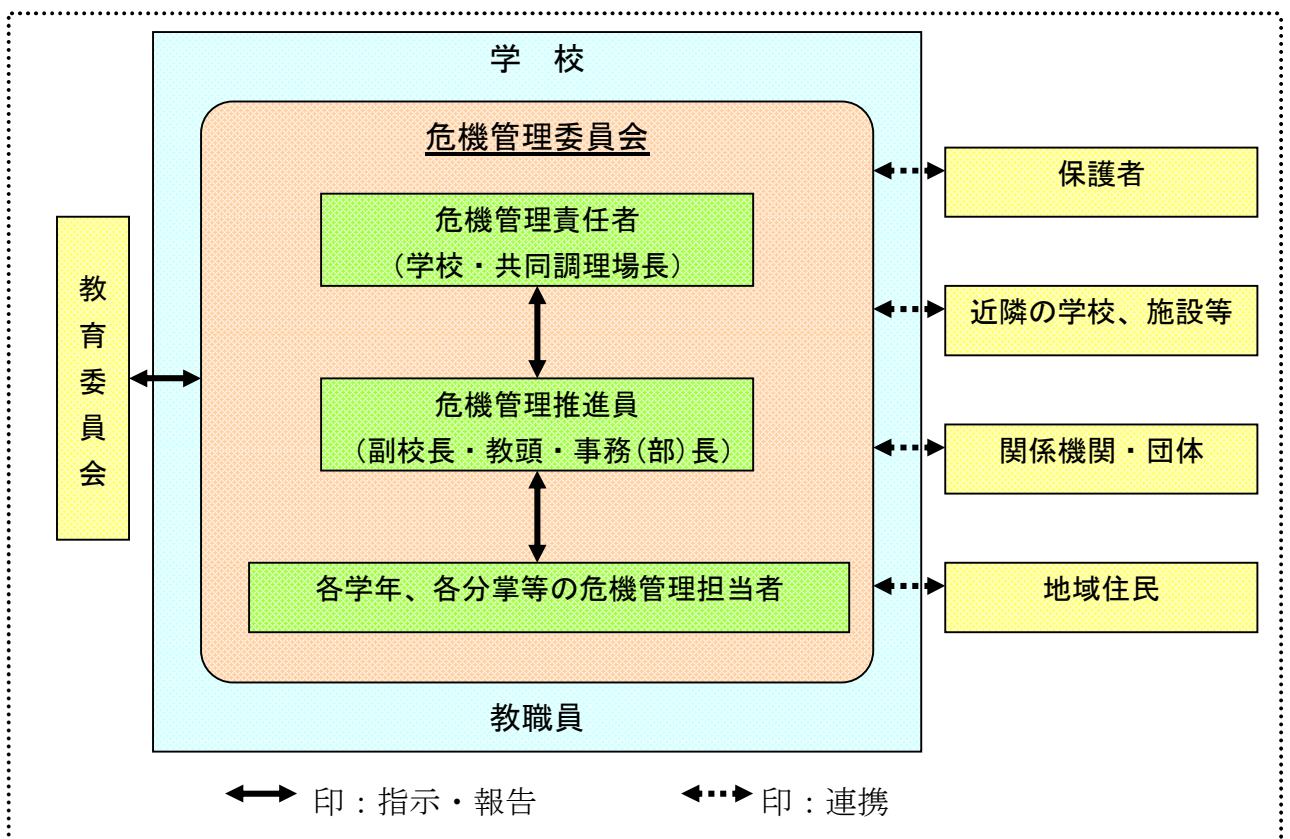 学　校
危機管理委員会
危機管理責任者
（学校・共同調理場長）
危機管理推進員
（副校長・教頭・事務(部)長）
各学年、各分掌等の危機管理担当者
教職員
教育委員会
保護者
近隣の学校、施設等
関係機関・団体
地域住民
印：指示・報告
印：連携